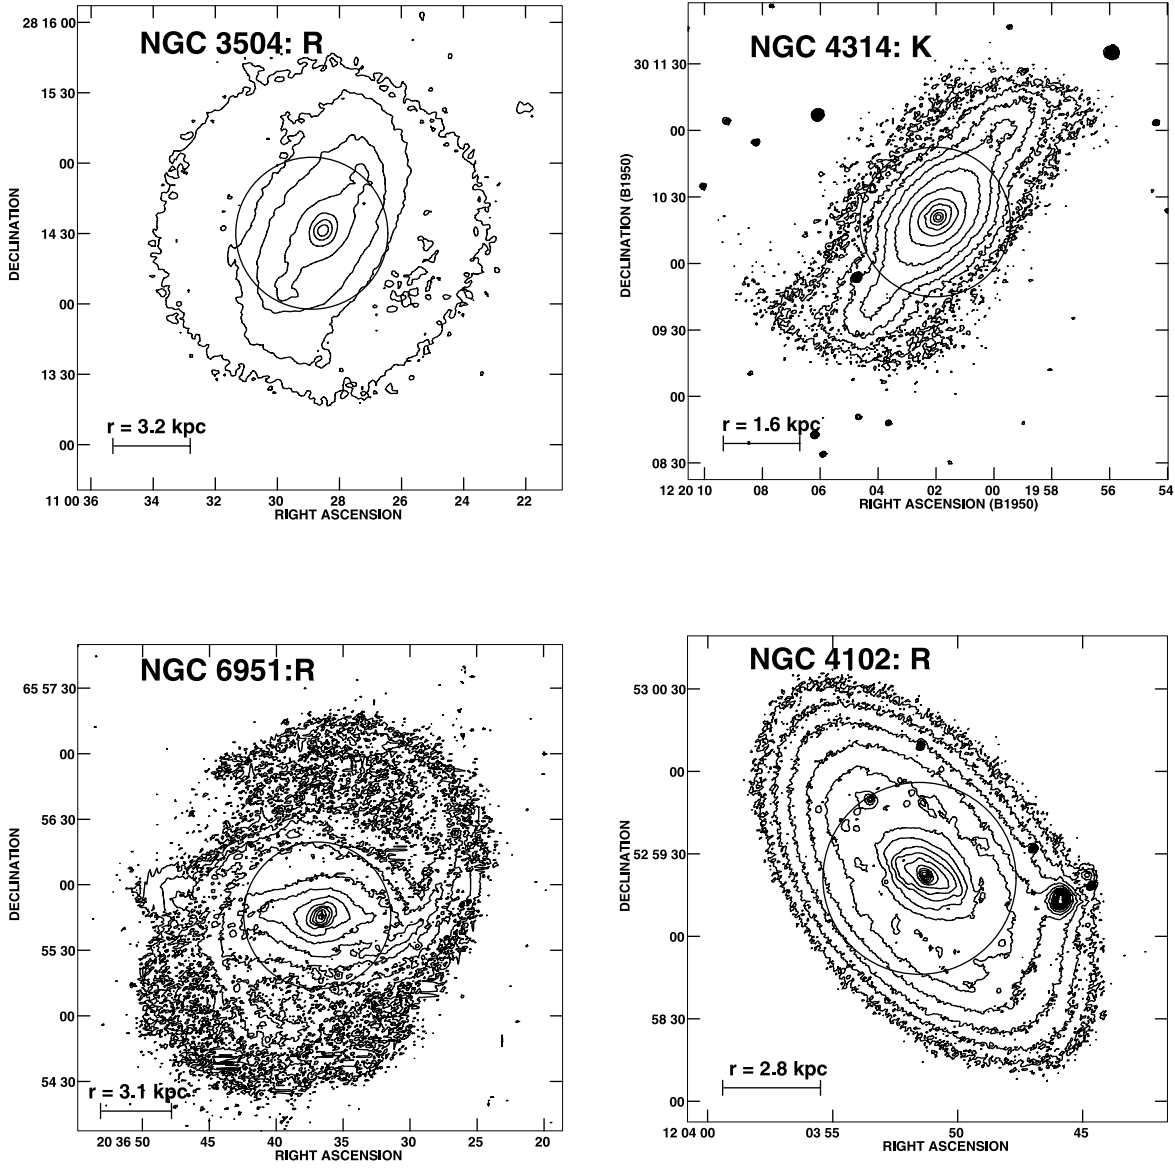 NGC 3504: R
28 16 00
15 30
00
14 30
00
13 30
00
DECLINATION
r = 3.2 kpc
11 00 36 34 32 30 28 26 24 22
RIGHT ASCENSION
NGC 4314: K
30 11 30
00
10 30
00
09 30
00
08 30
DECLINATION (B1950)
r = 1.6 kpc
12 20 10 08 06 04 02 00 19 58 56 54
RIGHT ASCENSION (B1950)
NGC 6951:R
65 57 30
00
56 30
00
55 30
00
54 30
DECLINATION
r = 3.1 kpc
20 36 50 45 40 35 30 25 20
RIGHT ASCENSION
NGC 4102: R
53 00 30
00
52 59 30
00
58 30
00
DECLINATION
r = 2.8 kpc
12 04 00 03 55 50 45
RIGHT ASCENSION